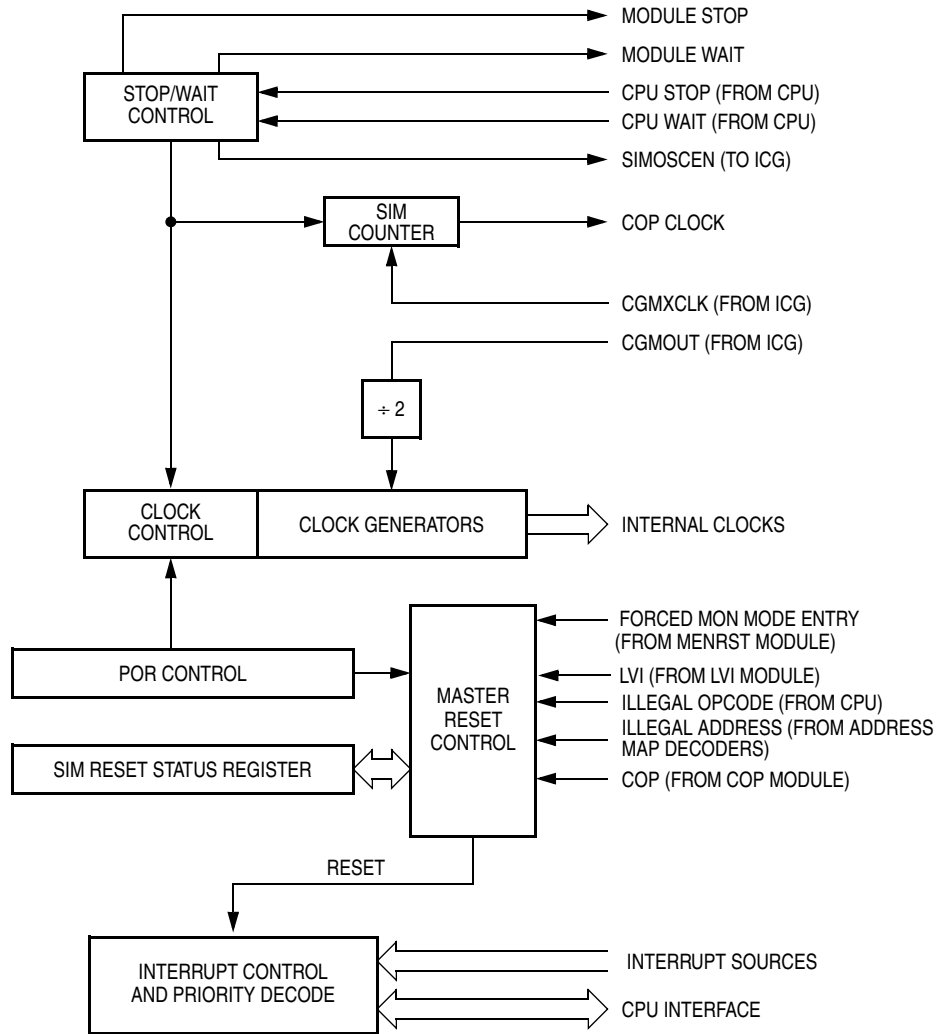 MODULE STOP
MODULE WAIT
STOP/WAIT
CONTROL
CPU STOP (FROM CPU)
CPU WAIT (FROM CPU)
SIMOSCEN (TO ICG)
SIM
COUNTER
COP CLOCK
CGMXCLK (FROM ICG)
CGMOUT (FROM ICG)
÷ 2
CLOCK
CONTROL
CLOCK GENERATORS
INTERNAL CLOCKS
FORCED MON MODE ENTRY
(FROM MENRST MODULE)
POR CONTROL
LVI (FROM LVI MODULE)
MASTER
RESET
CONTROL
ILLEGAL OPCODE (FROM CPU)
ILLEGAL ADDRESS (FROM ADDRESS
MAP DECODERS)
SIM RESET STATUS REGISTER
COP (FROM COP MODULE)
RESET
INTERRUPT CONTROL
AND PRIORITY DECODE
INTERRUPT SOURCES
CPU INTERFACE